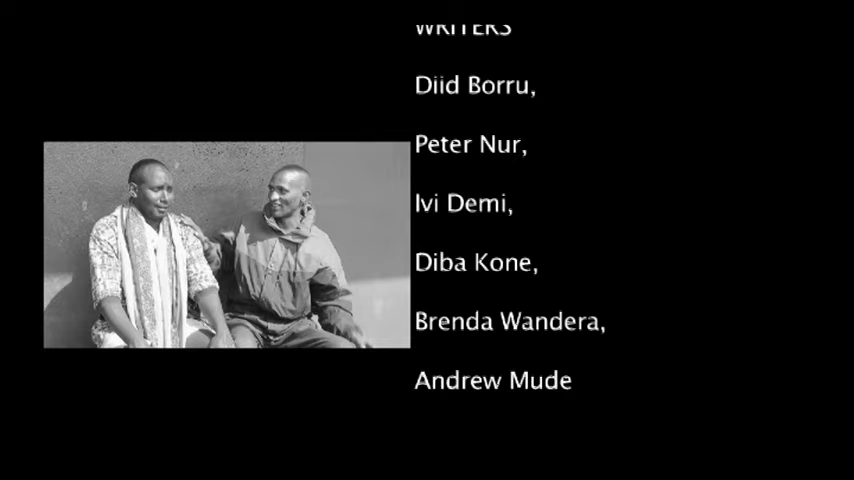 WRITERS
Diid Borru,
Peter Nur,
Ivi Demi,
Diba Kone,
Brenda Wandera,
Andrew Mude